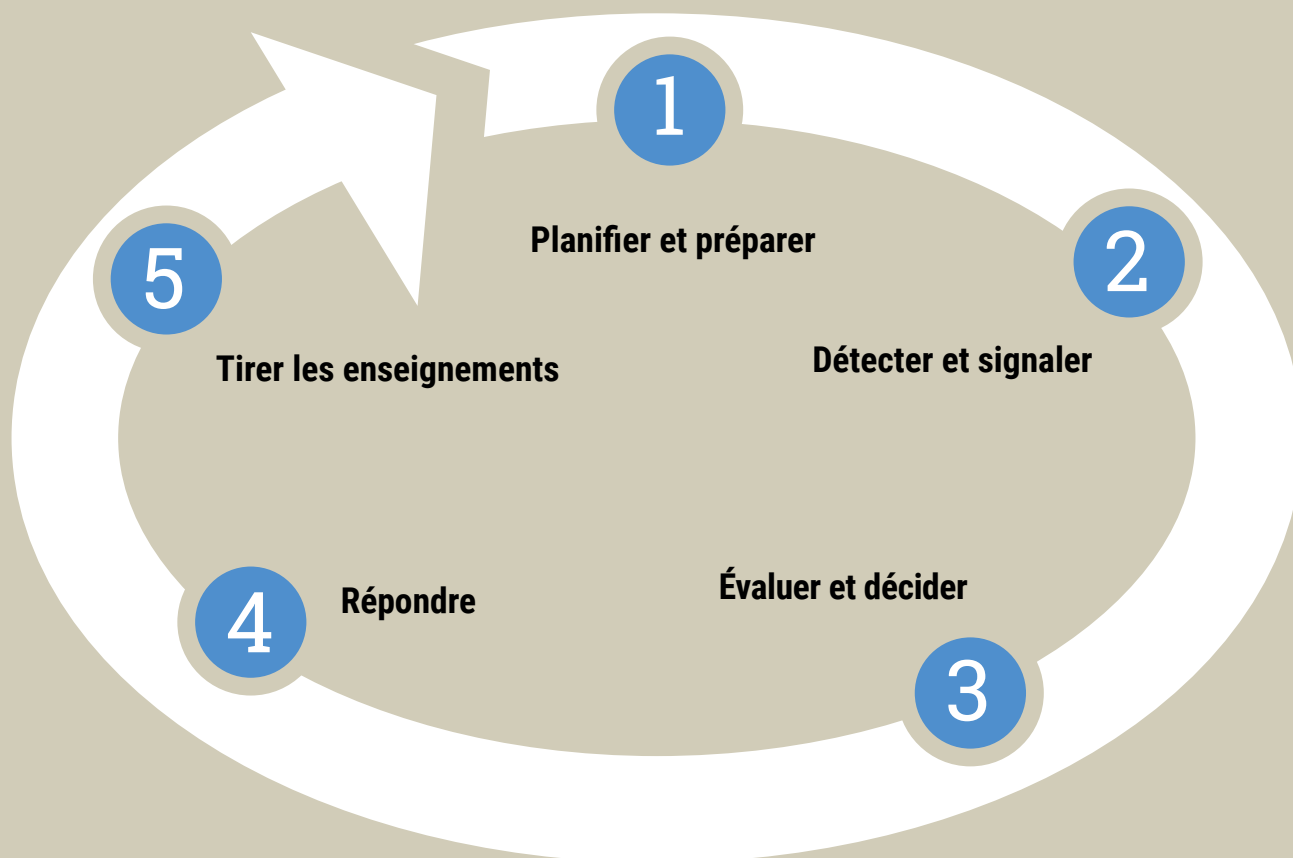 1
Planifier et préparer
2
Détecter et signaler
3
Évaluer et décider
4
Répondre
5
Tirer les enseignements